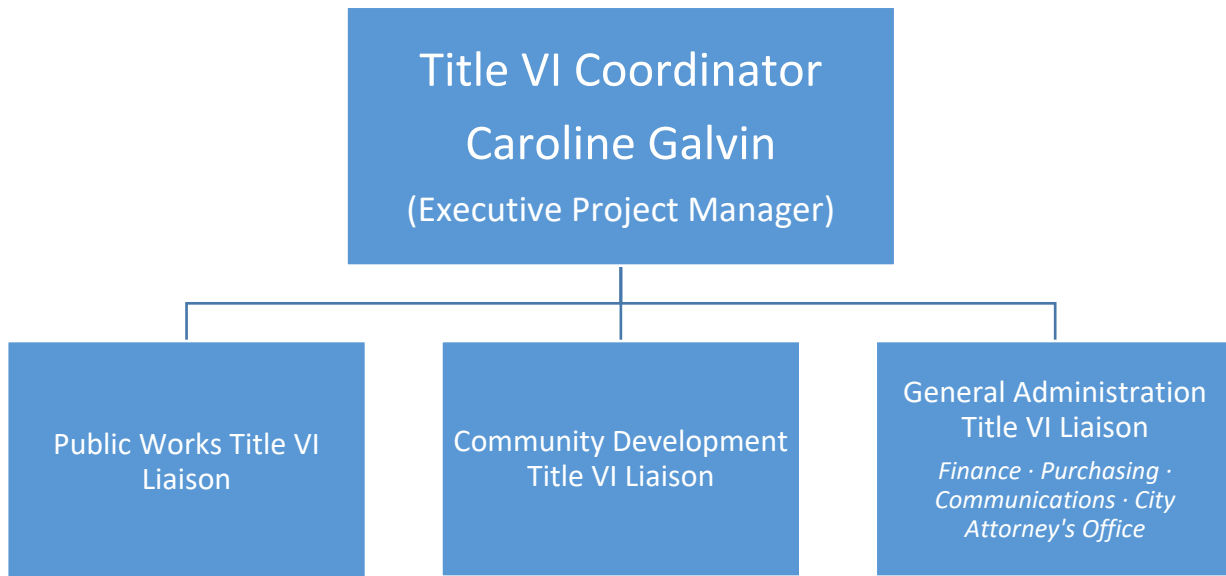 Title VI Coordinator
Caroline Galvin
(Executive Project Manager)
Public Works Title VI
Liaison
Community Development
Title VI Liaison
General Administration
Title VI Liaison
Finance · Purchasing ·
Communications · City
Attorney's Office